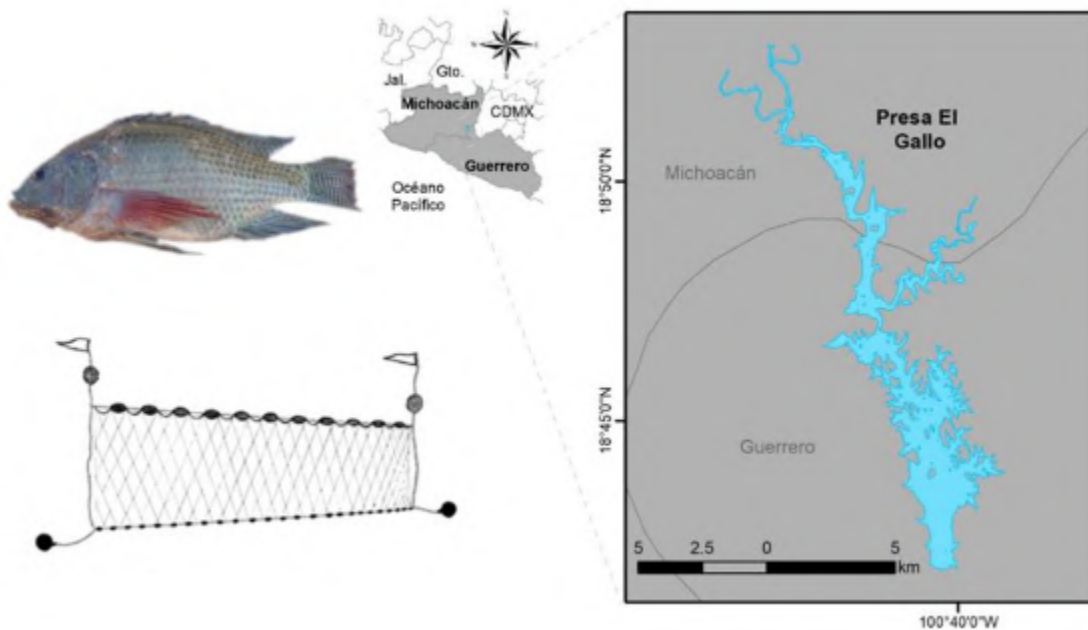 N
W
E
S
Jal.
Gto.
Michoacán
CDMX
Guerrero
Océano
Pacífico
Presa El
Gallo
Michoacán
Guerrero
18°50'0"N
18°45'0"N
5 2.5 0 5
km
100°40'0"W